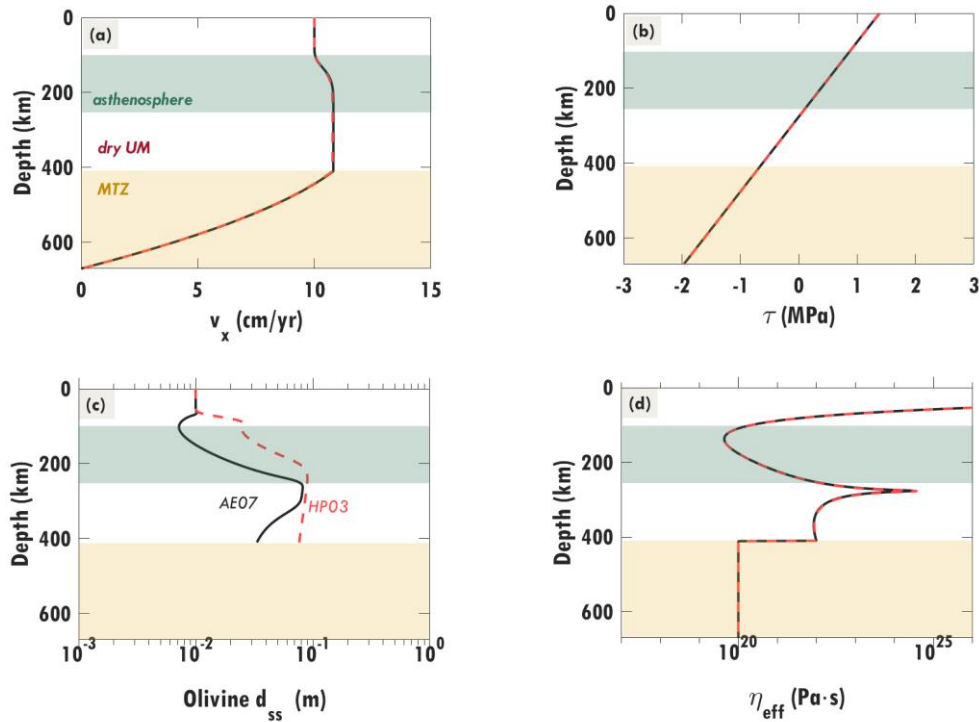 (a)
0
200
400
600
Depth (km)
asthenosphere
dry UM
MTZ
0
5
10
15
v_x (cm/yr)
(b)
0
200
400
600
Depth (km)
-3
-2
-1
0
1
2
3
τ (MPa)
(c)
0
200
400
600
Depth (km)
AE07
HP03
10^-3
10^-2
10^-1
10^0
Olivine d_ss (m)
(d)
0
200
400
600
Depth (km)
10^20
10^25
η_eff (Pa·s)